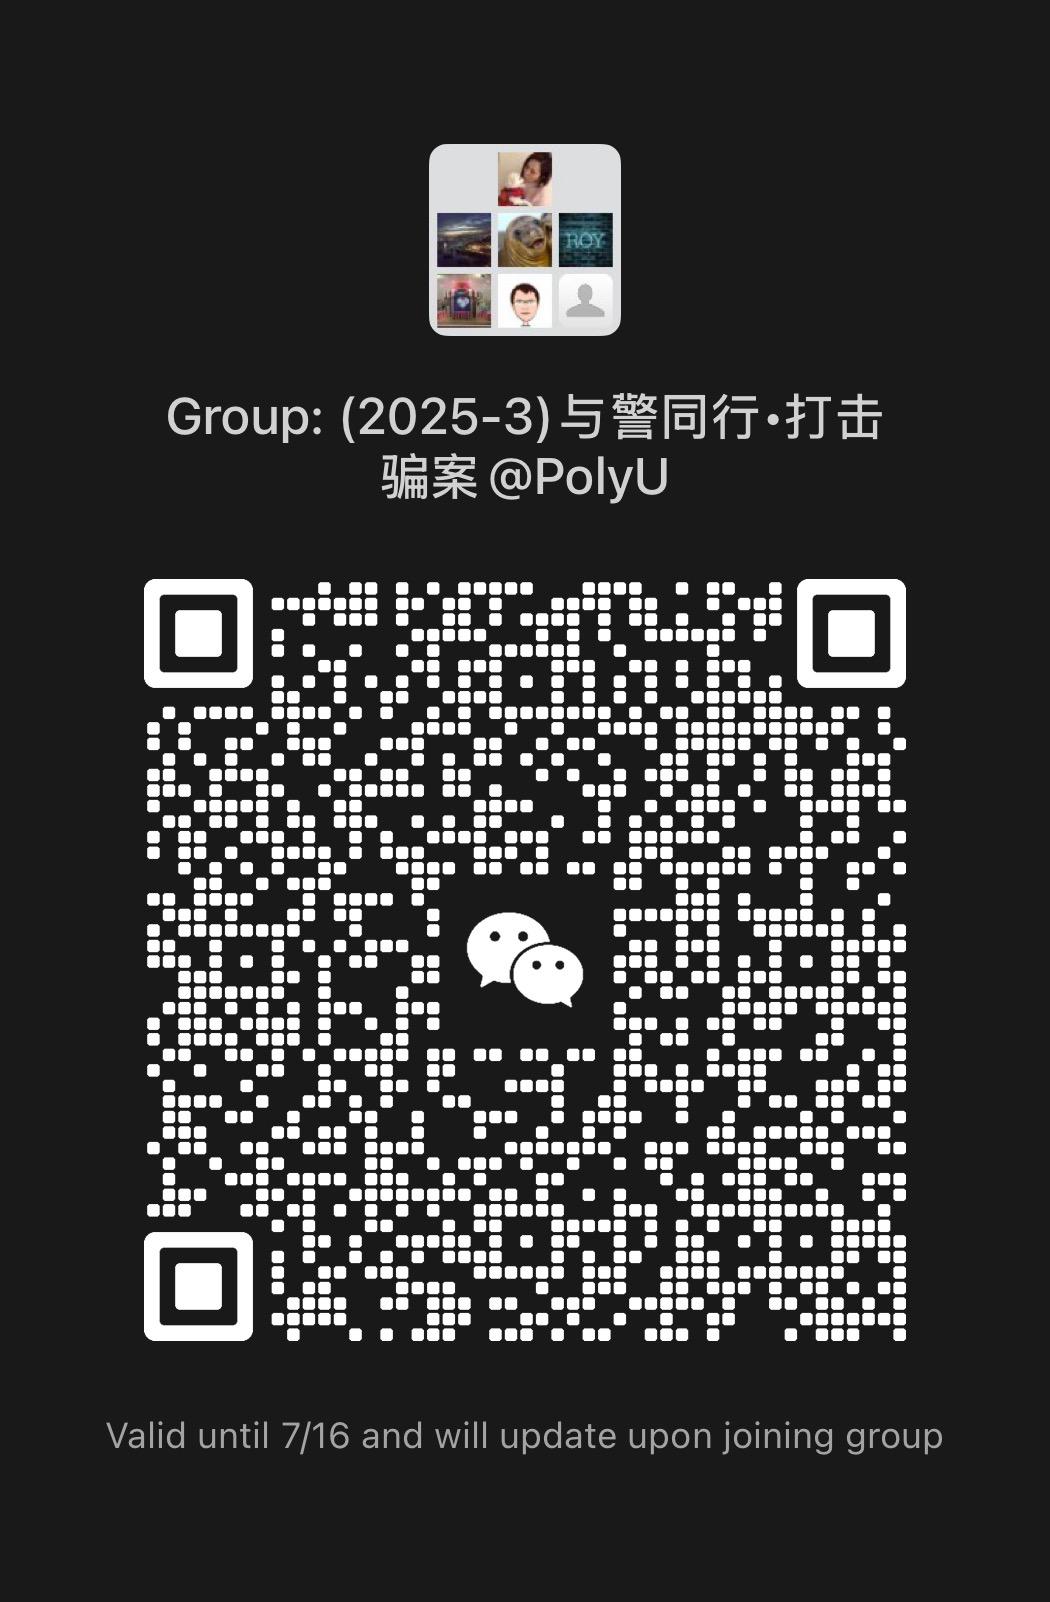 ROY
Group: (2025-3)与警同行•打击
骗案@PolyU
Valid until 7/16 and will update upon joining group